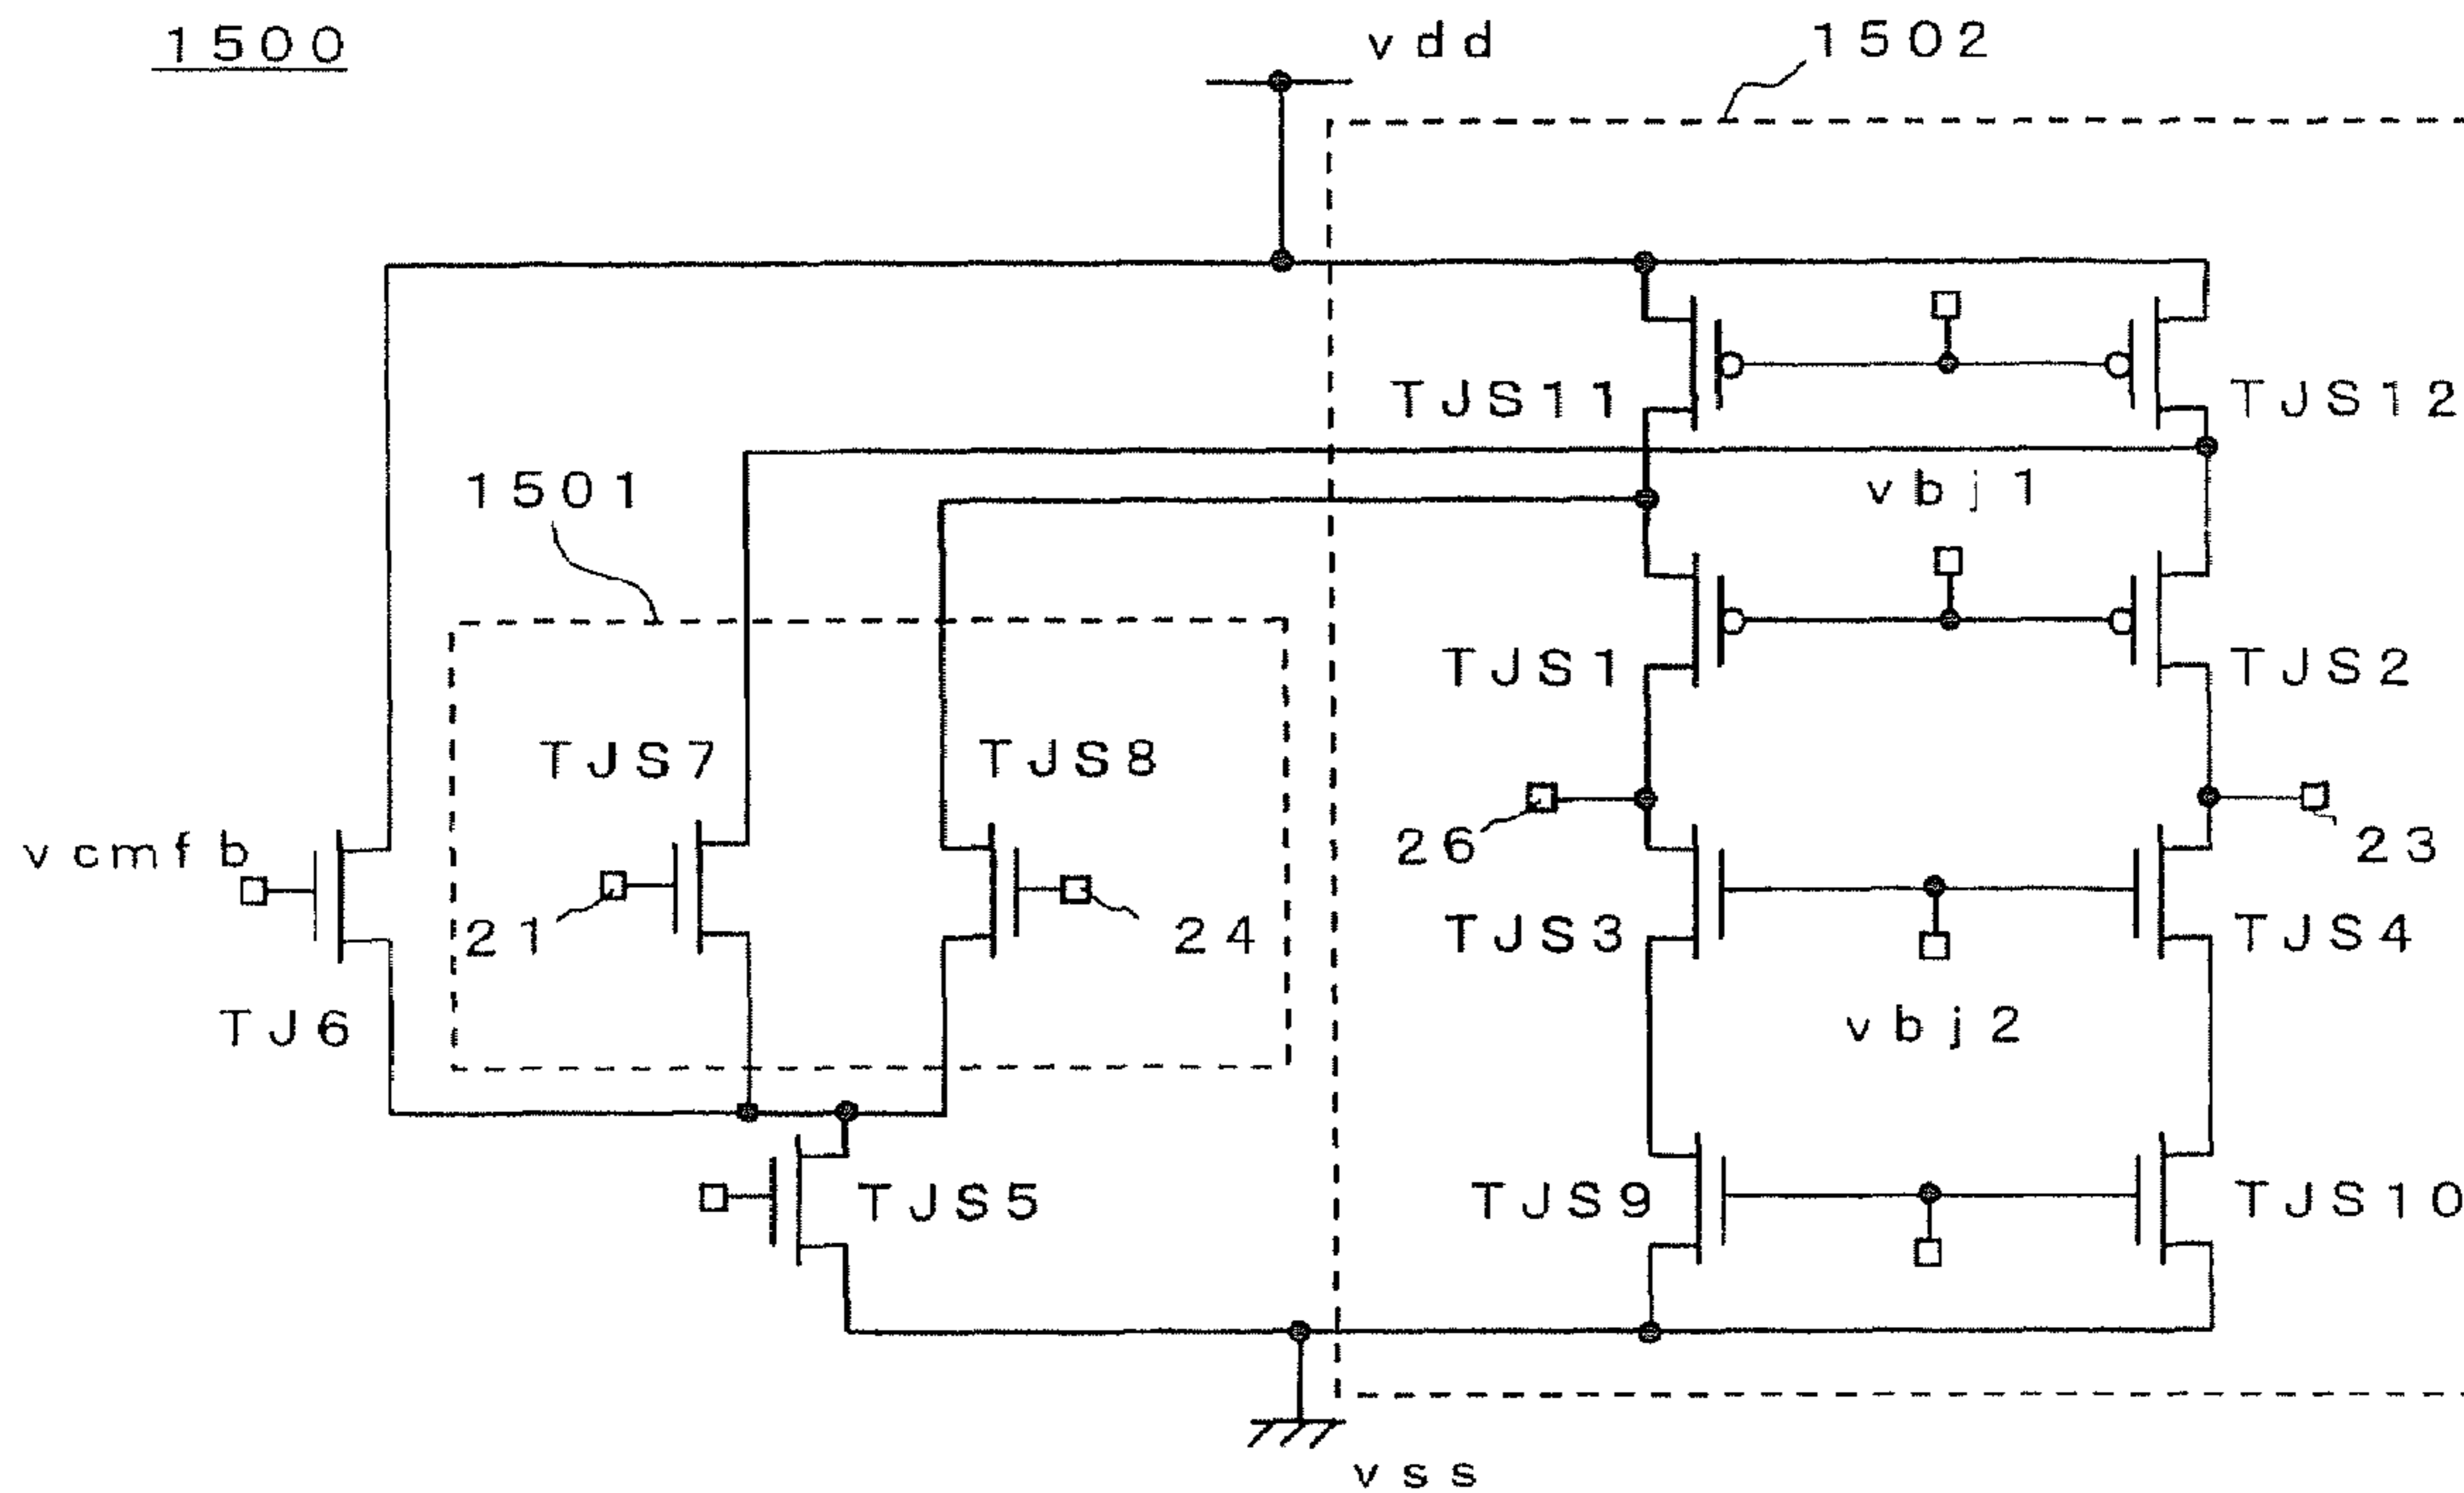 1500
vdd
1502
TJS11
TJS12
1501
vbj1
TJS1
TJS2
TJS7
TJS8
vcmfb
26
23
21
24
TJS3
TJS4
TJ6
vbj2
TJS5
TJS9
TJS10
vss